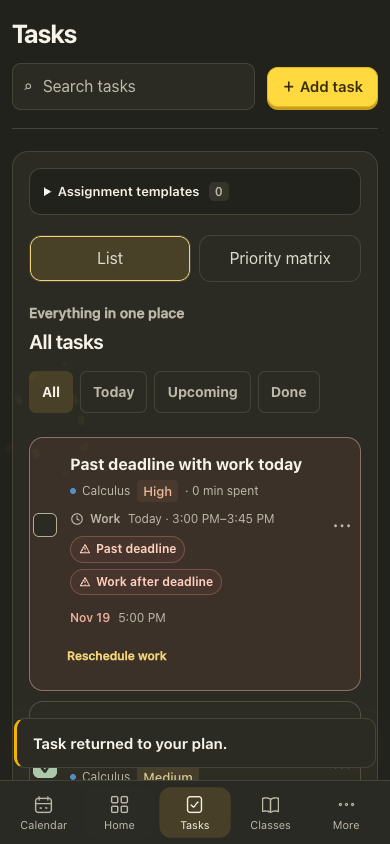 Tasks
Search tasks
+ Add task
Assignment templates 0
List
Priority matrix
Everything in one place
All tasks
All
Today
Upcoming
Done
Past deadline with work today
Calculus High · 0 min spent
Work Today · 3:00 PM–3:45 PM
Past deadline
Work after deadline
Nov 19 5:00 PM
Reschedule work
Task returned to your plan.
Calculus Medium
Calendar
Home
Tasks
Classes
More